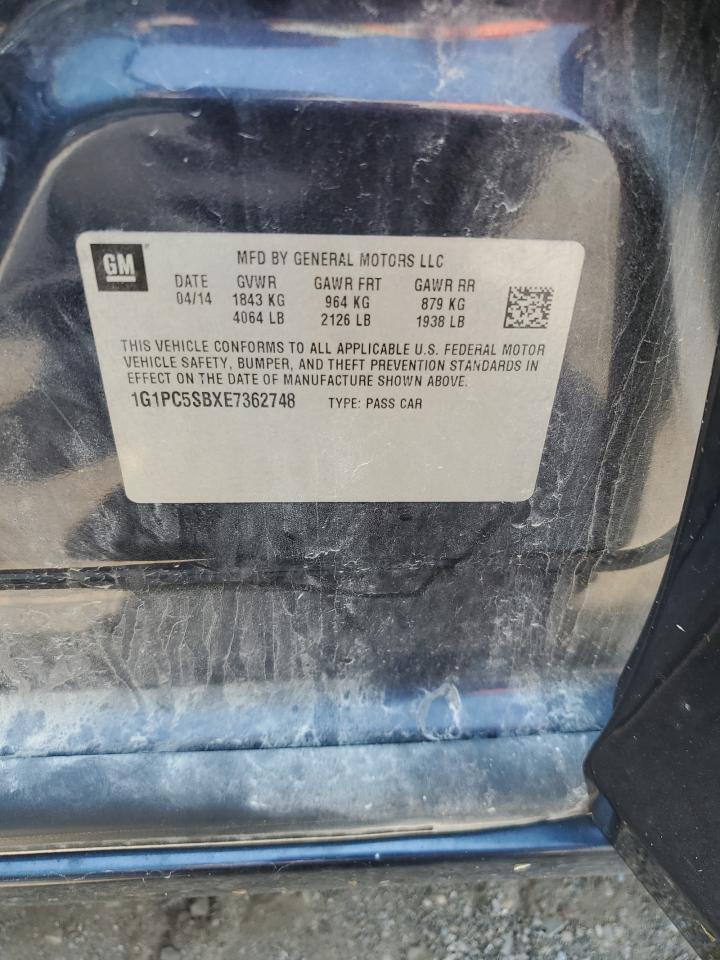 GM
MFD BY GENERAL MOTORS LLC
DATE GVWR GAWR FRT GAWR RR
04/14 1843 KG 964 KG 879 KG
4064 LB 2126 LB 1938 LB
THIS VEHICLE CONFORMS TO ALL APPLICABLE U.S. FEDERAL MOTOR
VEHICLE SAFETY, BUMPER, AND THEFT PREVENTION STANDARDS IN
EFFECT ON THE DATE OF MANUFACTURE SHOWN ABOVE.
1G1PC5SBXE7362748 TYPE: PASS CAR